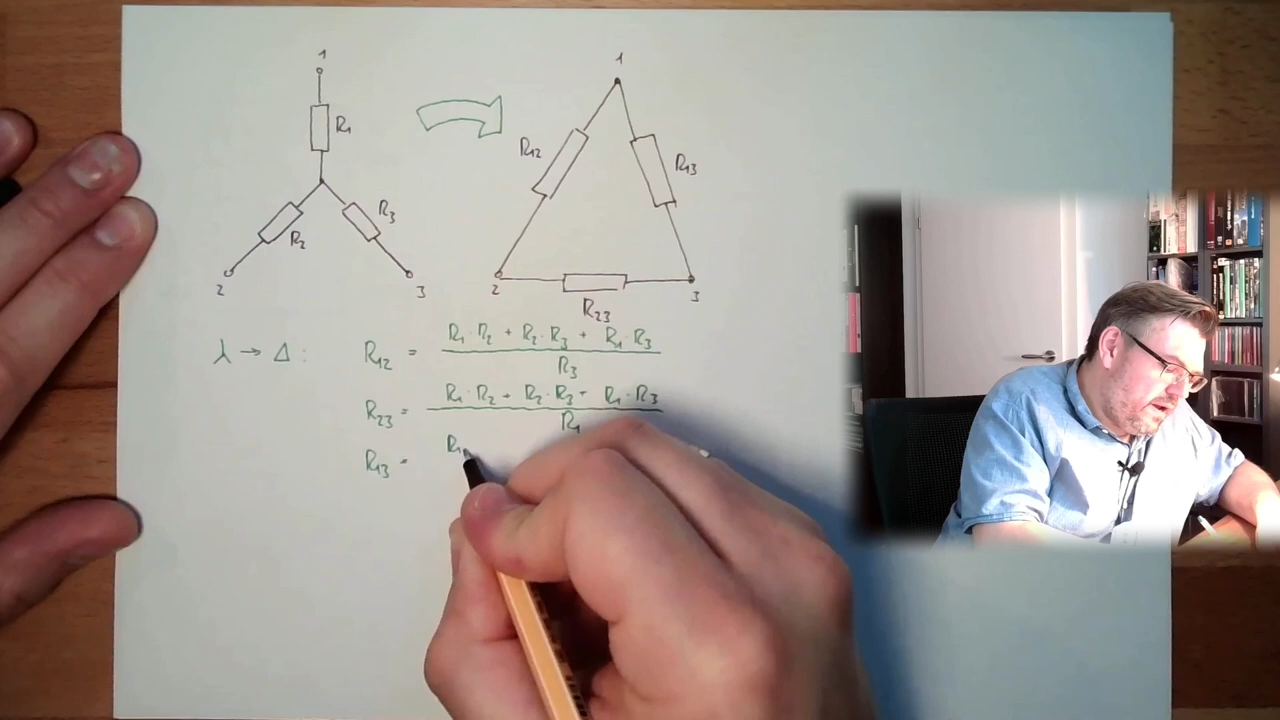 1
1
R₁
R₁₂
R₁₃
R₂
R₃
2
3
2
3
R₂₃
⅄ → Δ : R₁₂ = (R₁ · R₂ + R₂ · R₃ + R₁ · R₃) / R₃
R₂₃ = (R₁ · R₂ + R₂ · R₃ + R₁ · R₃) / R₁
R₁₃ = R₁